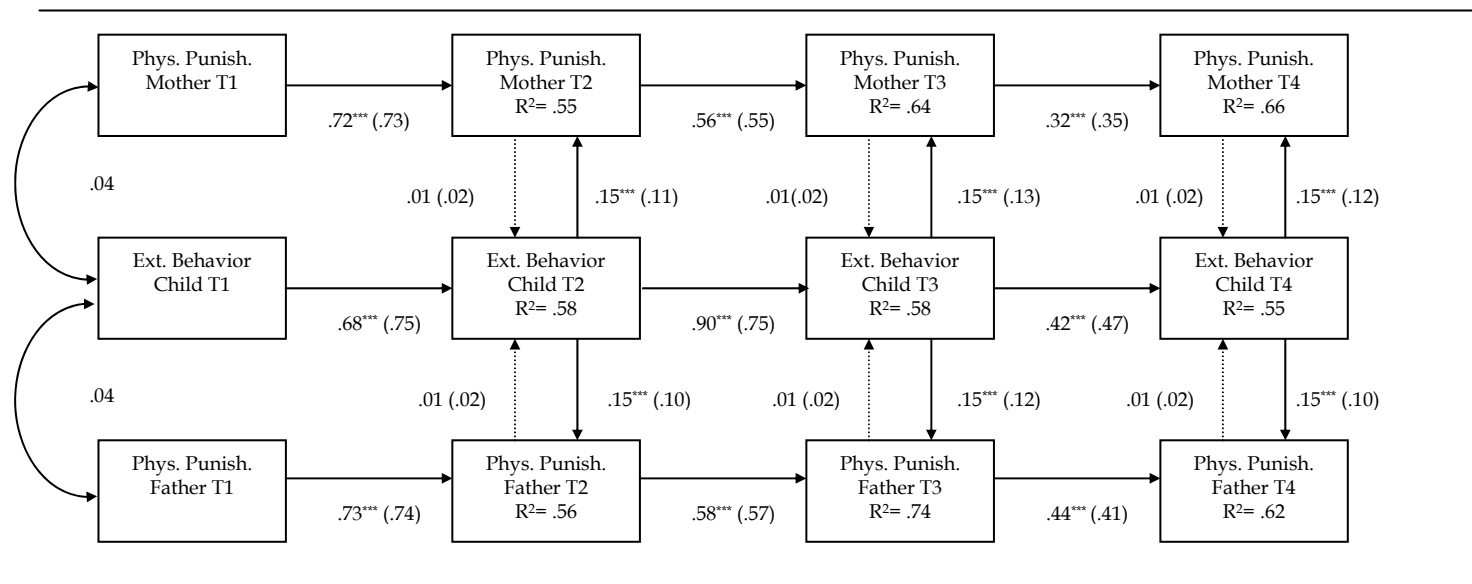 Phys. Punish.
Mother T1
Phys. Punish.
Mother T2
R²= .55
Phys. Punish.
Mother T3
R²= .64
Phys. Punish.
Mother T4
R²= .66
.72*** (.73)
.56*** (.55)
.32*** (.35)
.04
.01 (.02)
.15*** (.11)
.01(.02)
.15*** (.13)
.01 (.02)
.15*** (.12)
Ext. Behavior
Child T1
Ext. Behavior
Child T2
R²= .58
Ext. Behavior
Child T3
R²= .58
Ext. Behavior
Child T4
R²= .55
.68*** (.75)
.90*** (.75)
.42*** (.47)
.04
.01 (.02)
.15*** (.10)
.01 (.02)
.15*** (.12)
.01 (.02)
.15*** (.10)
Phys. Punish.
Father T1
Phys. Punish.
Father T2
R²= .56
Phys. Punish.
Father T3
R²= .74
Phys. Punish.
Father T4
R²= .62
.73*** (.74)
.58*** (.57)
.44*** (.41)